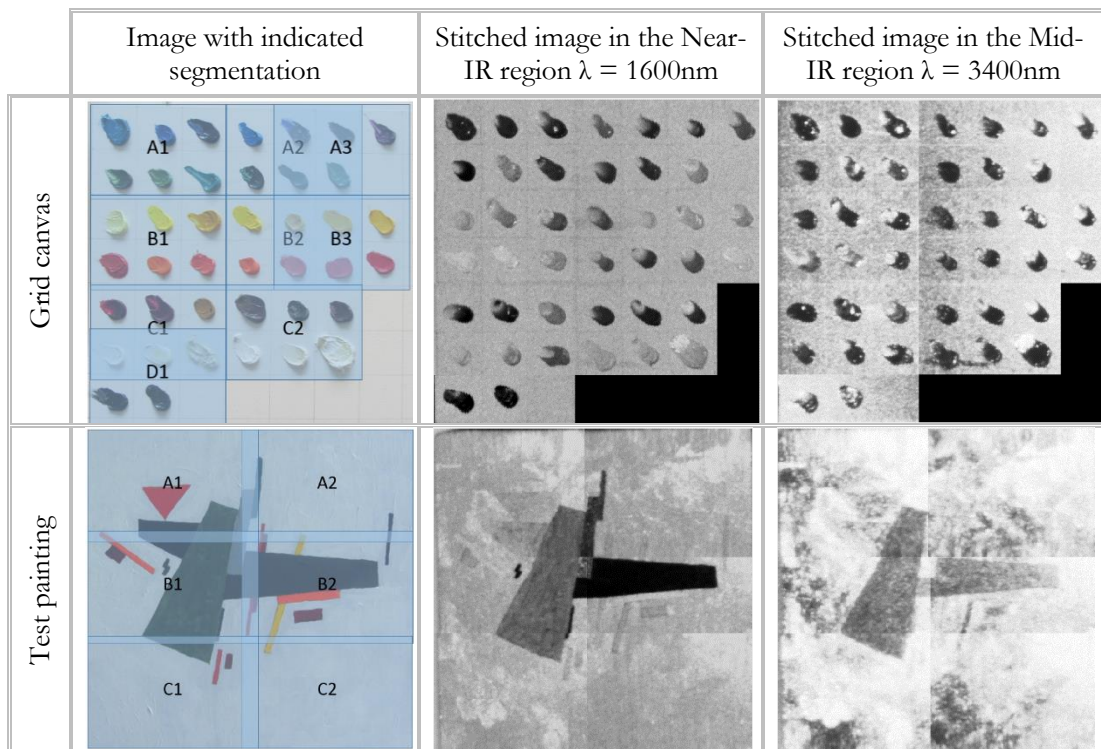 Image with indicated
segmentation
Stitched image in the Near-
IR region λ = 1600nm
Stitched image in the Mid-
IR region λ = 3400nm
Grid canvas
A1
A2
A3
B1
B2
B3
C1
C2
D1
Test painting
A1
A2
B1
B2
C1
C2